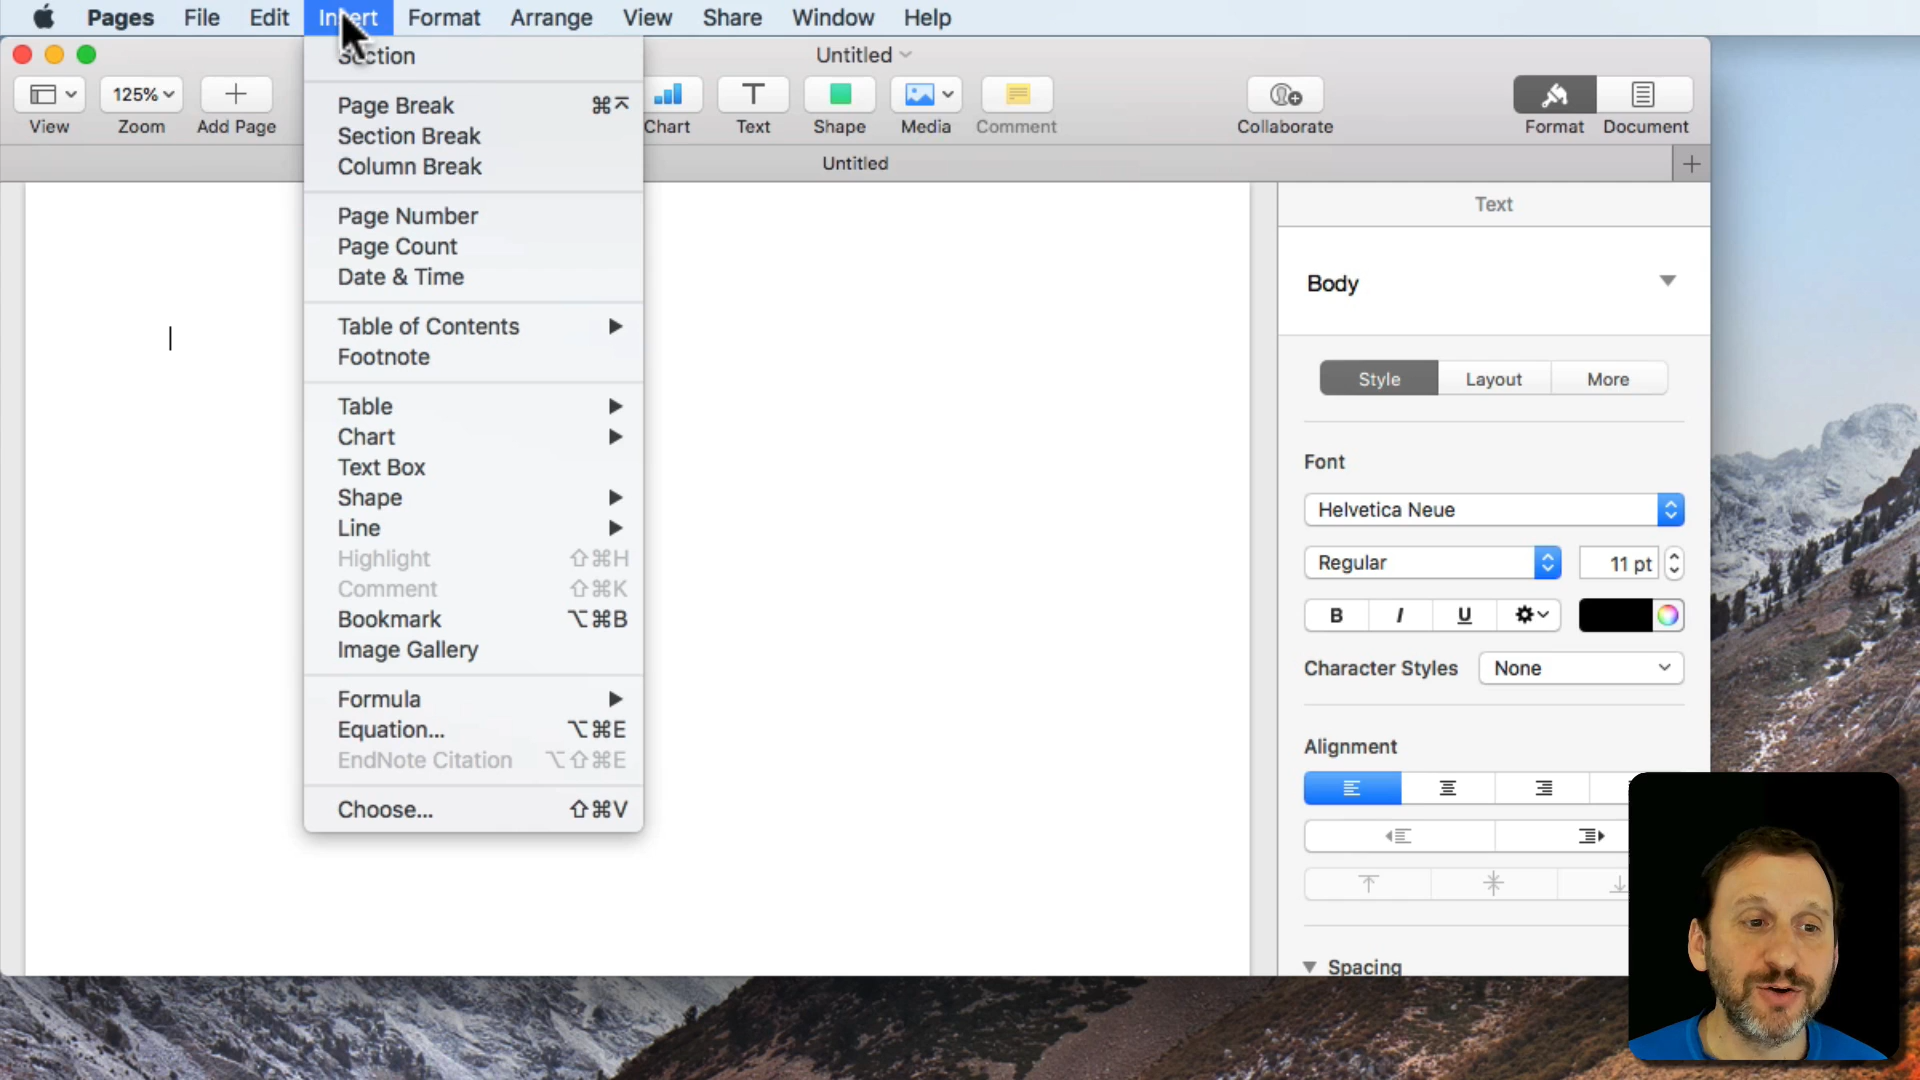 Pages File Edit Insert Format Arrange View Share Window Help
Untitled
125%
View Zoom Add Page Chart Text Shape Media Comment Collaborate Format Document
Untitled
Section
Page Break ⌘⌤
Section Break
Column Break
Page Number
Page Count
Date & Time
Table of Contents
Footnote
Table
Chart
Text Box
Shape
Line
Highlight ⇧⌘H
Comment ⇧⌘K
Bookmark ⌥⌘B
Image Gallery
Formula
Equation... ⌥⌘E
EndNote Citation ⌥⇧⌘E
Choose... ⇧⌘V
Text
Body
Style Layout More
Font
Helvetica Neue
Regular 11 pt
B I U
Character Styles None
Alignment
Spacing